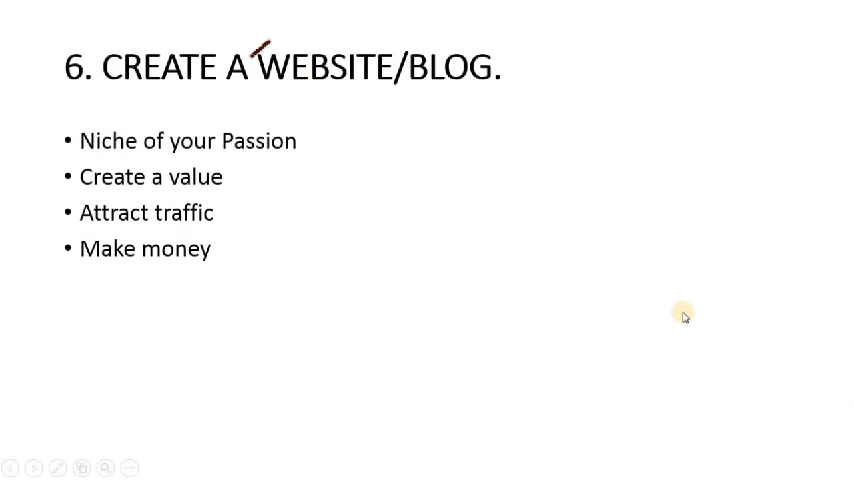 6. CREATE A WEBSITE/BLOG.
• Niche of your Passion
• Create a value
• Attract traffic
• Make money